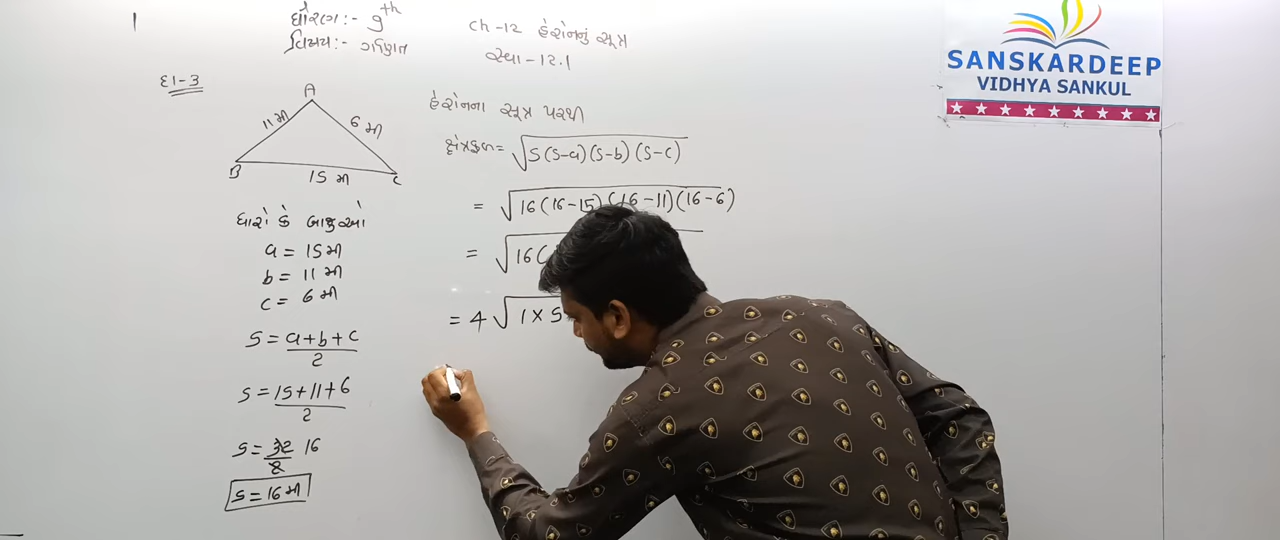 1
ધોરણ:- 9th
વિષય:- ગણિત
Ch-12 હેરોનનું સૂત્ર
સ્વા-12.1
SANSKARDEEP
VIDHYA SANKUL
દા-3
A
11 મી
6 મી
B
15 મી
C
ધારો કે બાજુઓ
a = 15 મી
b = 11 મી
c = 6 મી
S = a+b+c
2
S = 15+11+6
2
S = 32 16
2
S = 16 મી
હેરોનના સૂત્ર પરથી
ક્ષેત્રફળ = √S(S-a)(S-b)(S-c)
= √16(16-15)(16-11)(16-6)
= √16(
= 4√1×5